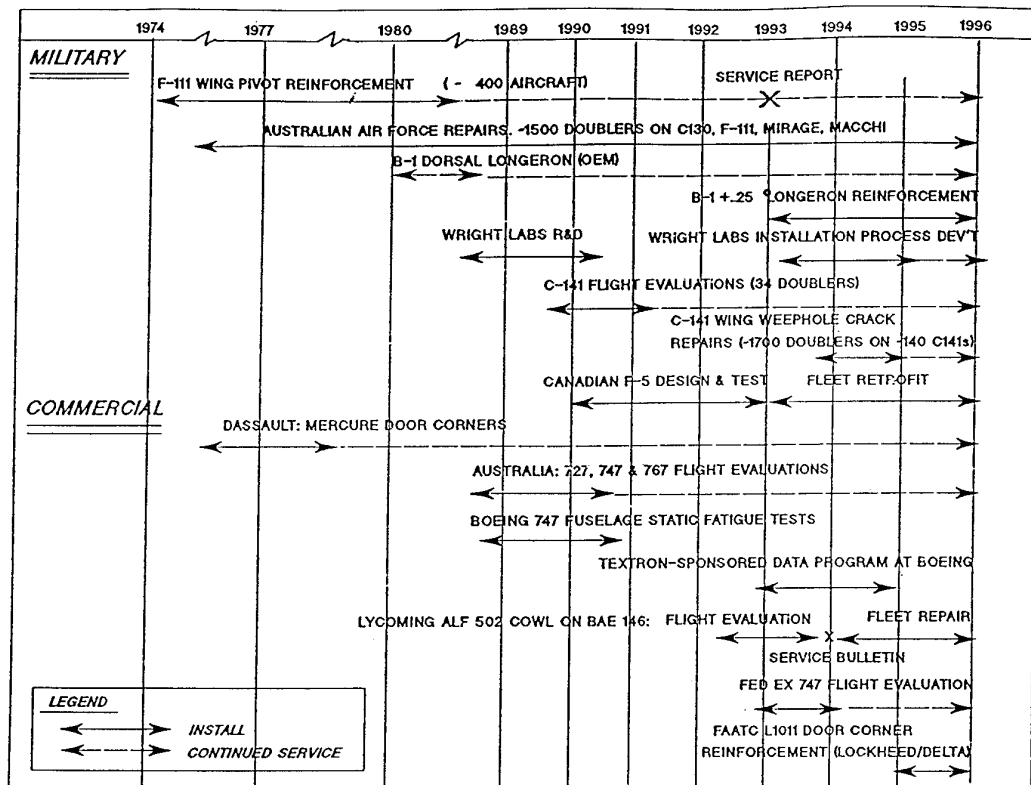 1974 1977 1980 1989 1990 1991 1992 1993 1994 1995 1996
MILITARY
F-111 WING PIVOT REINFORCEMENT (- 400 AIRCRAFT) SERVICE REPORT
AUSTRALIAN AIR FORCE REPAIRS. -1500 DOUBLERS ON C130, F-111, MIRAGE, MACCHI
B-1 DORSAL LONGERON (OEM)
B-1 +.25 ° LONGERON REINFORCEMENT
WRIGHT LABS R&D WRIGHT LABS INSTALLATION PROCESS DEV'T
C-141 FLIGHT EVALUATIONS (34 DOUBLERS)
C-141 WING WEEPHOLE CRACK
REPAIRS (-1700 DOUBLERS ON -140 C141s)
CANADIAN F-5 DESIGN & TEST FLEET RETROFIT
COMMERCIAL
DASSAULT: MERCURE DOOR CORNERS
AUSTRALIA: 727, 747 & 767 FLIGHT EVALUATIONS
BOEING 747 FUSELAGE STATIC FATIGUE TESTS
TEXTRON-SPONSORED DATA PROGRAM AT BOEING
LYCOMING ALF 502 COWL ON BAE 146: FLIGHT EVALUATION FLEET REPAIR
SERVICE BULLETIN
FED EX 747 FLIGHT EVALUATION
FAATC L1011 DOOR CORNER
REINFORCEMENT (LOCKHEED/DELTA)
LEGEND
INSTALL
CONTINUED SERVICE